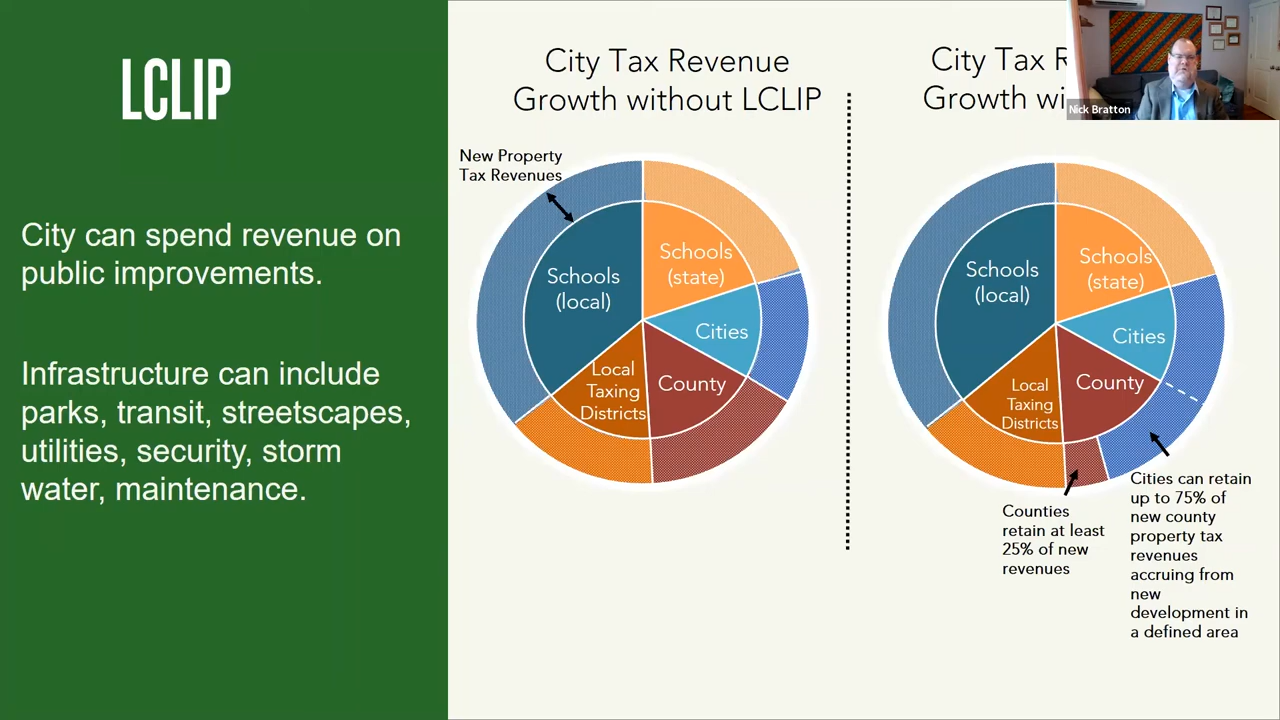 LCLIP
City can spend revenue on
public improvements.
Infrastructure can include
parks, transit, streetscapes,
utilities, security, storm
water, maintenance.
City Tax Revenue
Growth without LCLIP
New Property
Tax Revenues
Schools
(local)
Schools
(state)
Cities
County
Local
Taxing
Districts
City Tax
Growth
Nick Bratton
Schools
(local)
Schools
(state)
Cities
County
Local
Taxing
Districts
Counties
retain at least
25% of new
revenues
Cities can retain
up to 75% of
new county
property tax
revenues
accruing from
new
development in
a defined area